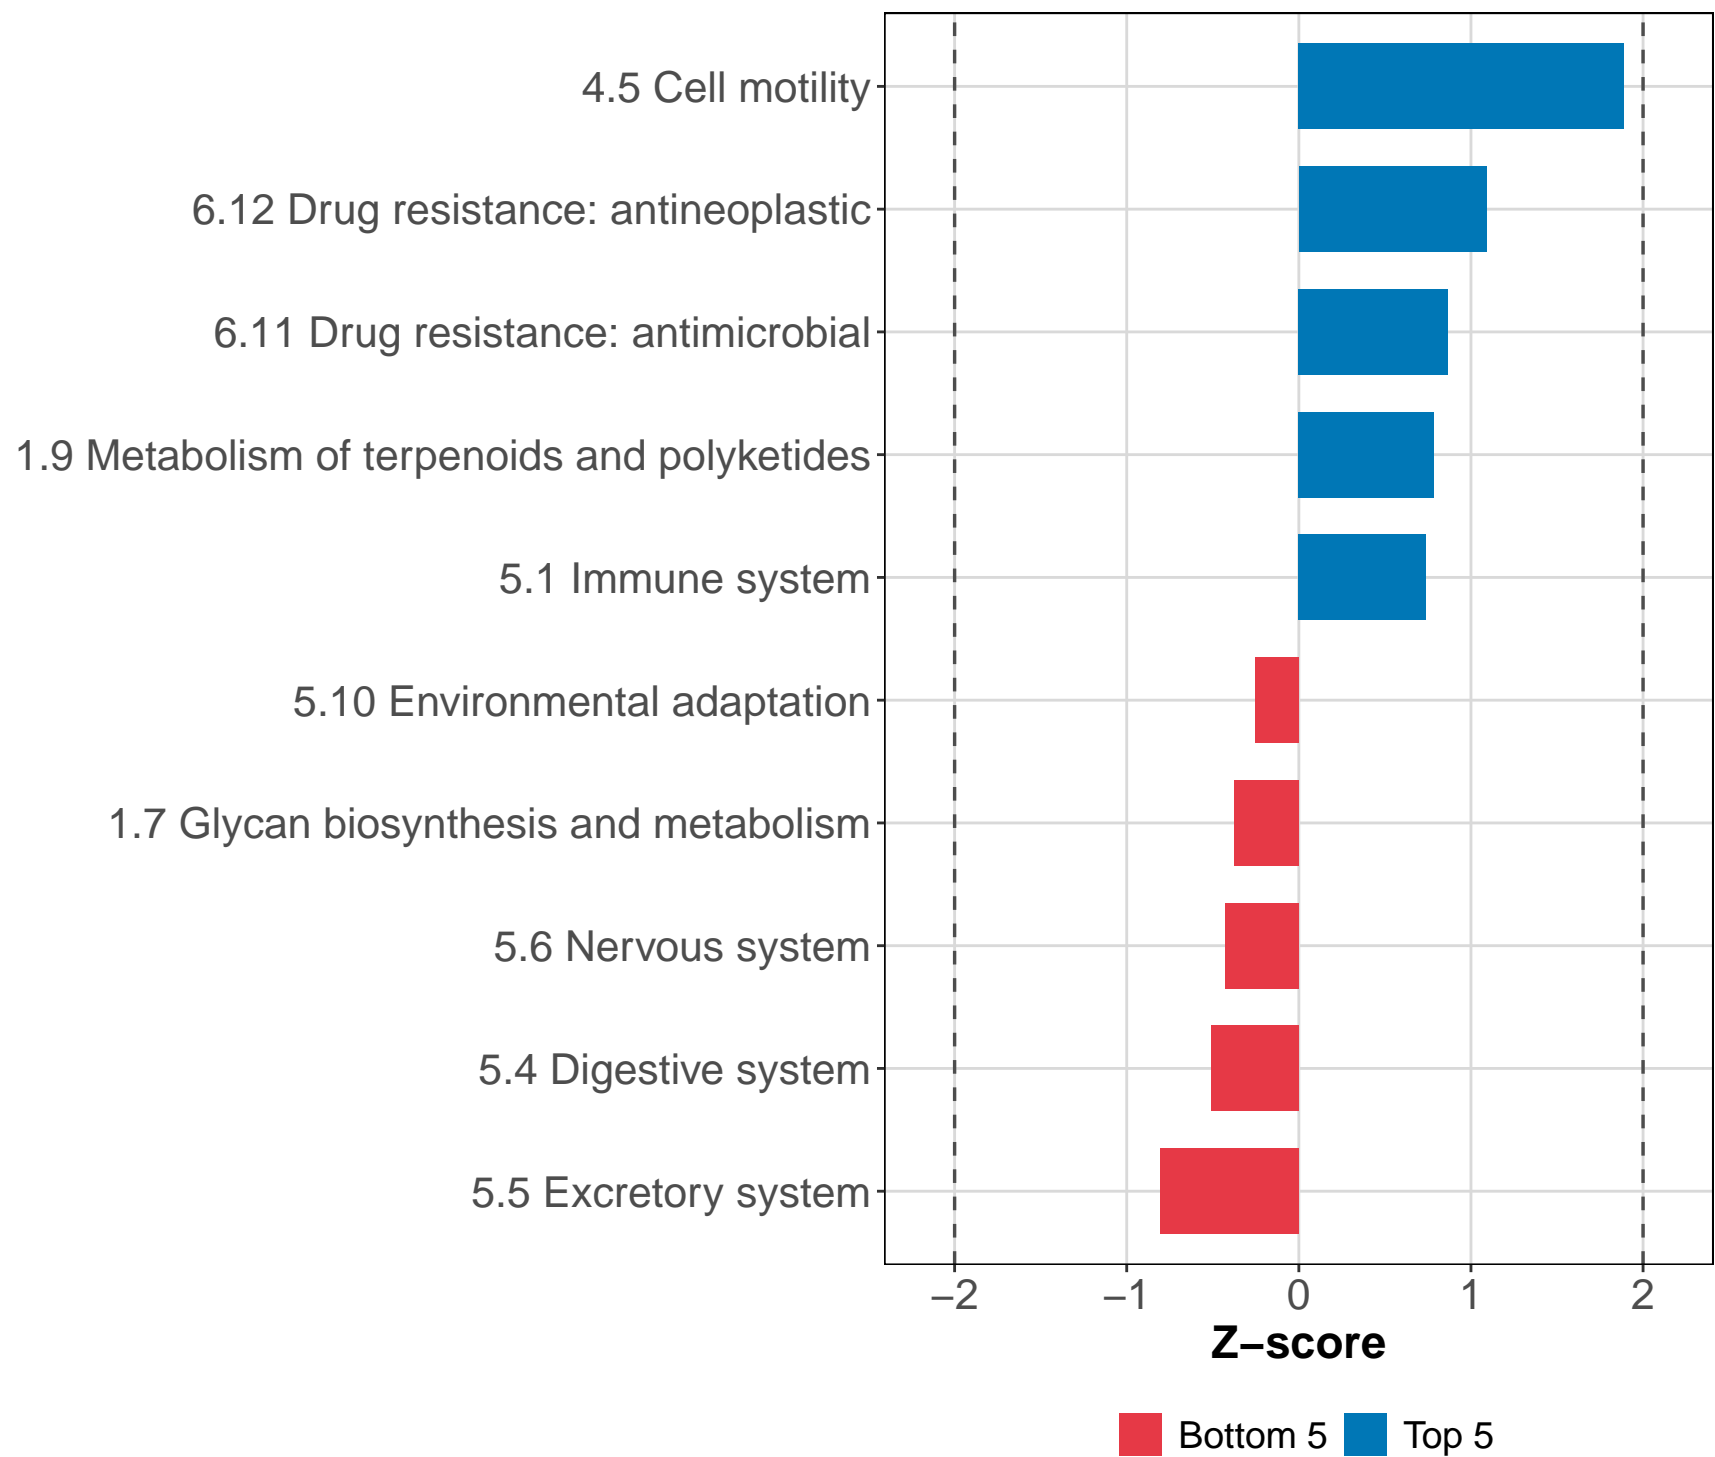 4.5 Cell motility
6.12 Drug resistance: antineoplastic
6.11 Drug resistance: antimicrobial
1.9 Metabolism of terpenoids and polyketides
5.1 Immune system
5.10 Environmental adaptation
1.7 Glycan biosynthesis and metabolism
5.6 Nervous system
5.4 Digestive system
5.5 Excretory system
−2 −1 0 1 2
Z−score
Bottom 5 Top 5